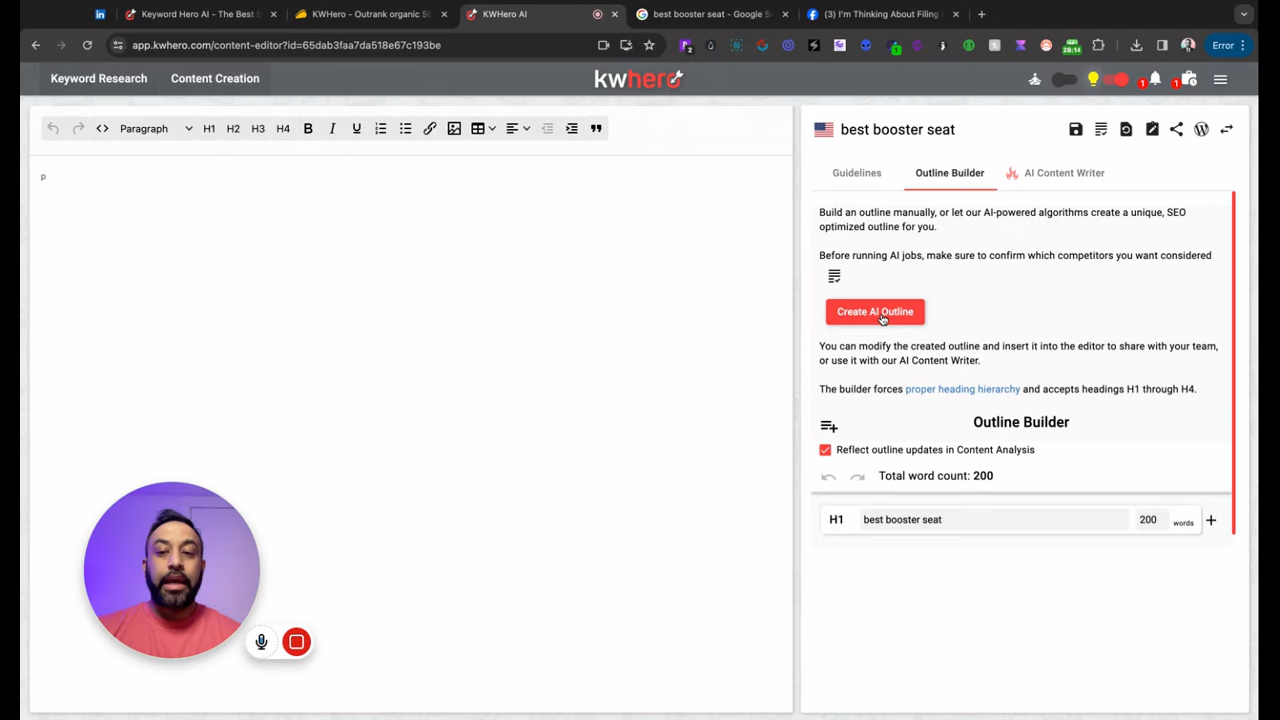 Keyword Hero AI - The Best S
KWHero - Outrank organic SE
KWHero AI
best booster seat - Google Se
(3) I'm Thinking About Filing F
app.kwhero.com/content-editor?id=65dab3faa7da518e67c193be
28:14
Error
Keyword Research
Content Creation
kwhero
1
1
Paragraph
H1 H2 H3 H4 B I U
best booster seat
p
Guidelines
Outline Builder
AI Content Writer
Build an outline manually, or let our AI-powered algorithms create a unique, SEO
optimized outline for you.
Before running AI jobs, make sure to confirm which competitors you want considered
Create AI Outline
You can modify the created outline and insert it into the editor to share with your team,
or use it with our AI Content Writer.
The builder forces proper heading hierarchy and accepts headings H1 through H4.
Outline Builder
Reflect outline updates in Content Analysis
Total word count: 200
H1 best booster seat 200 words